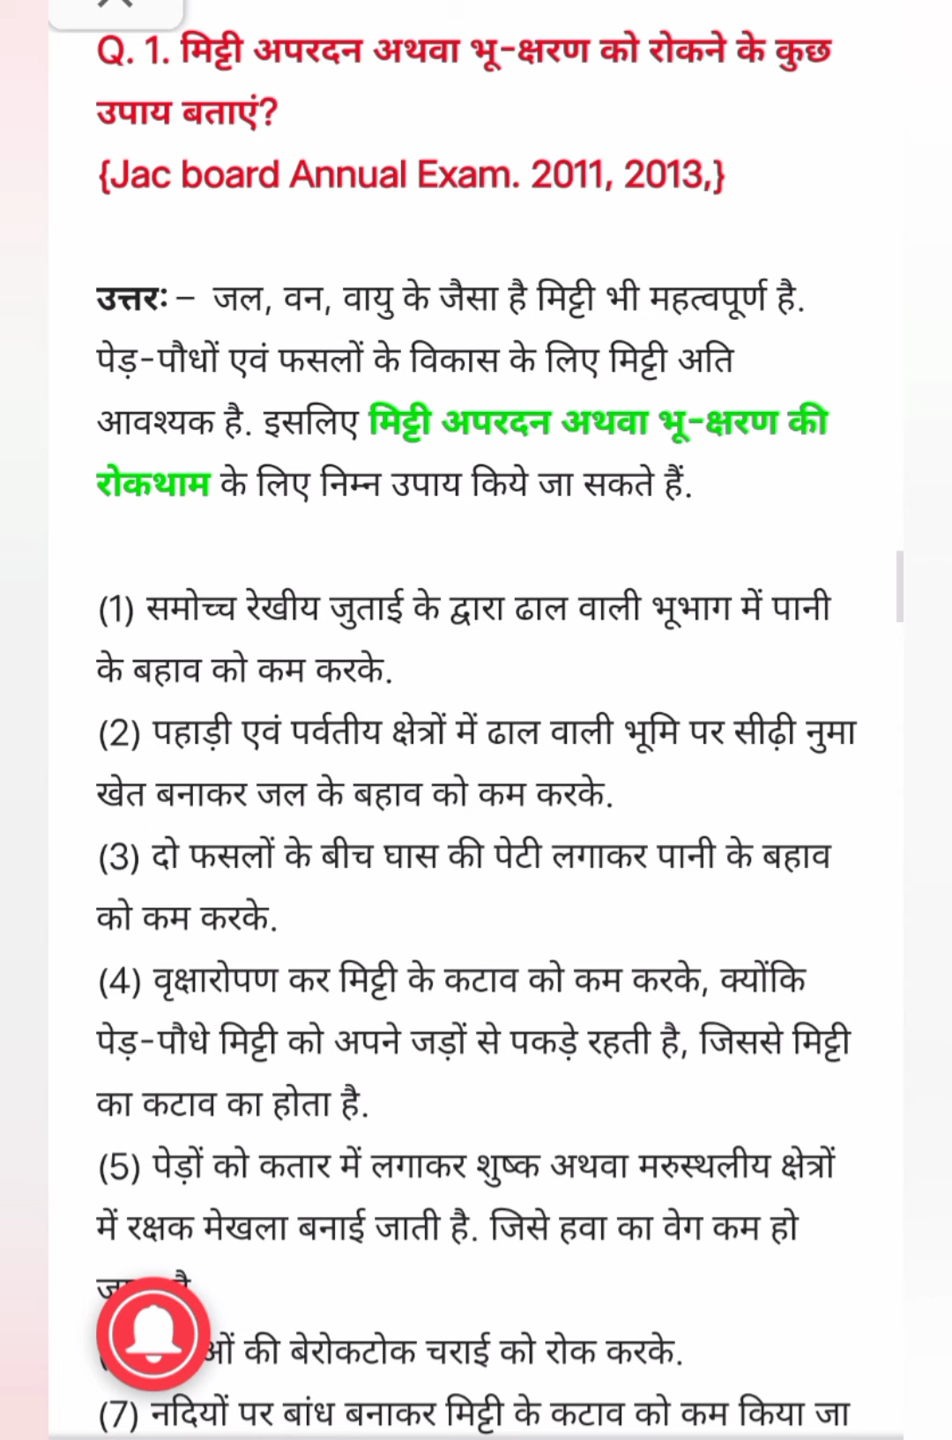 Q. 1. मिट्टी अपरदन अथवा भू-क्षरण को रोकने के कुछ
उपाय बताएं?
{Jac board Annual Exam. 2011, 2013,}
उत्तरः – जल, वन, वायु के जैसा है मिट्टी भी महत्वपूर्ण है.
पेड़-पौधों एवं फसलों के विकास के लिए मिट्टी अति
आवश्यक है. इसलिए मिट्टी अपरदन अथवा भू-क्षरण की
रोकथाम के लिए निम्न उपाय किये जा सकते हैं.
(1) समोच्च रेखीय जुताई के द्वारा ढाल वाली भूभाग में पानी
के बहाव को कम करके.
(2) पहाड़ी एवं पर्वतीय क्षेत्रों में ढाल वाली भूमि पर सीढ़ी नुमा
खेत बनाकर जल के बहाव को कम करके.
(3) दो फसलों के बीच घास की पेटी लगाकर पानी के बहाव
को कम करके.
(4) वृक्षारोपण कर मिट्टी के कटाव को कम करके, क्योंकि
पेड़-पौधे मिट्टी को अपने जड़ों से पकड़े रहती है, जिससे मिट्टी
का कटाव का होता है.
(5) पेड़ों को कतार में लगाकर शुष्क अथवा मरुस्थलीय क्षेत्रों
में रक्षक मेखला बनाई जाती है. जिसे हवा का वेग कम हो
की बेरोकटोक चराई को रोक करके.
(7) नदियों पर बांध बनाकर मिट्टी के कटाव को कम किया जा